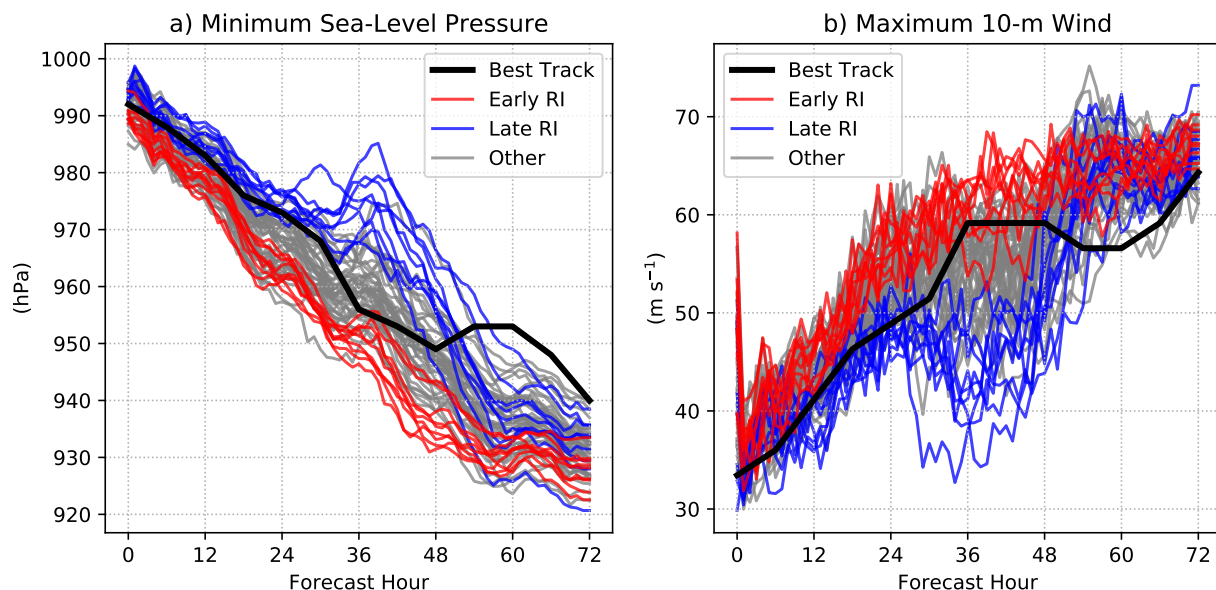 a) Minimum Sea-Level Pressure
1000
990
980
970
960
950
940
930
920
(hPa)
0 12 24 36 48 60 72
Forecast Hour
Best Track
Early RI
Late RI
Other
b) Maximum 10-m Wind
70
60
50
40
30
(m s⁻¹)
0 12 24 36 48 60 72
Forecast Hour
Best Track
Early RI
Late RI
Other